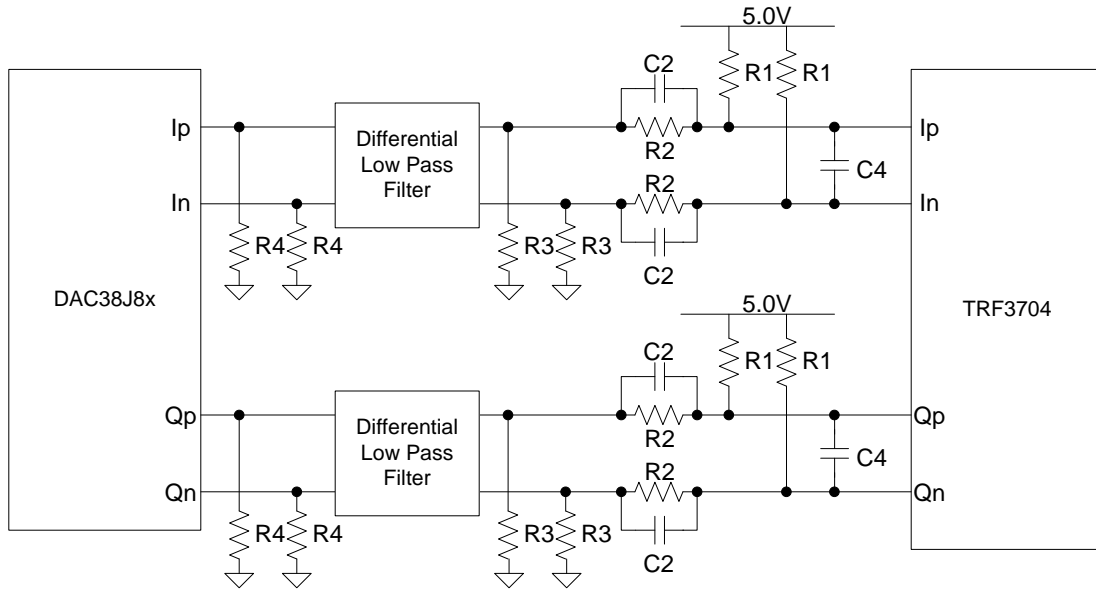 5.0V
C2
R1
R1
Ip
Differential
Low Pass
Filter
R2
Ip
C4
In
R2
In
R4
R4
R3
R3
C2
DAC38J8x
TRF3704
5.0V
C2
R1
R1
Qp
Differential
Low Pass
Filter
R2
Qp
C4
Qn
R2
Qn
R4
R4
R3
R3
C2